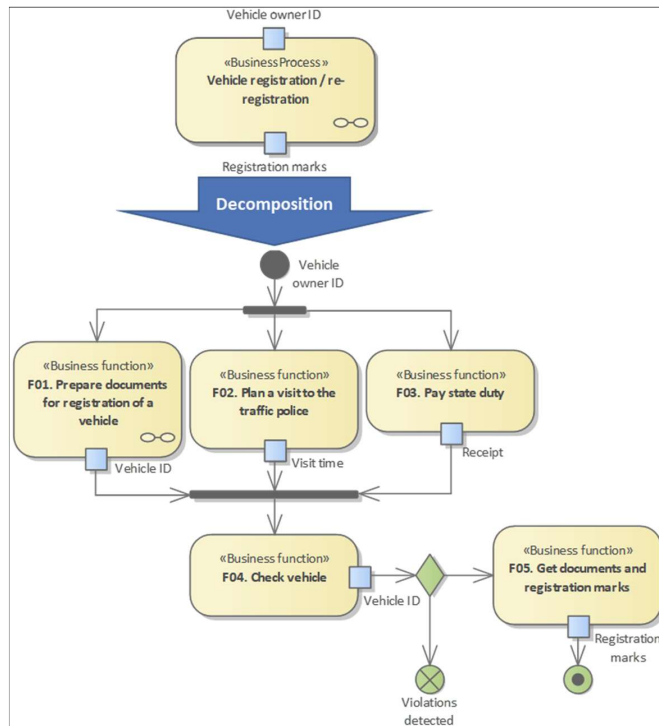 Vehicle owner ID
«BusinessProcess»
Vehicle registration / re-
registration
Registration marks
Decomposition
Vehicle
owner ID
«Business function»
F01. Prepare documents
for registration of a
vehicle
Vehicle ID
«Business function»
F02. Plan a visit to the
traffic police
Visit time
«Business function»
F03. Pay state duty
Receipt
«Business function»
F04. Check vehicle
Vehicle ID
«Business function»
F05. Get documents and
registration marks
Registration
marks
Violations
detected